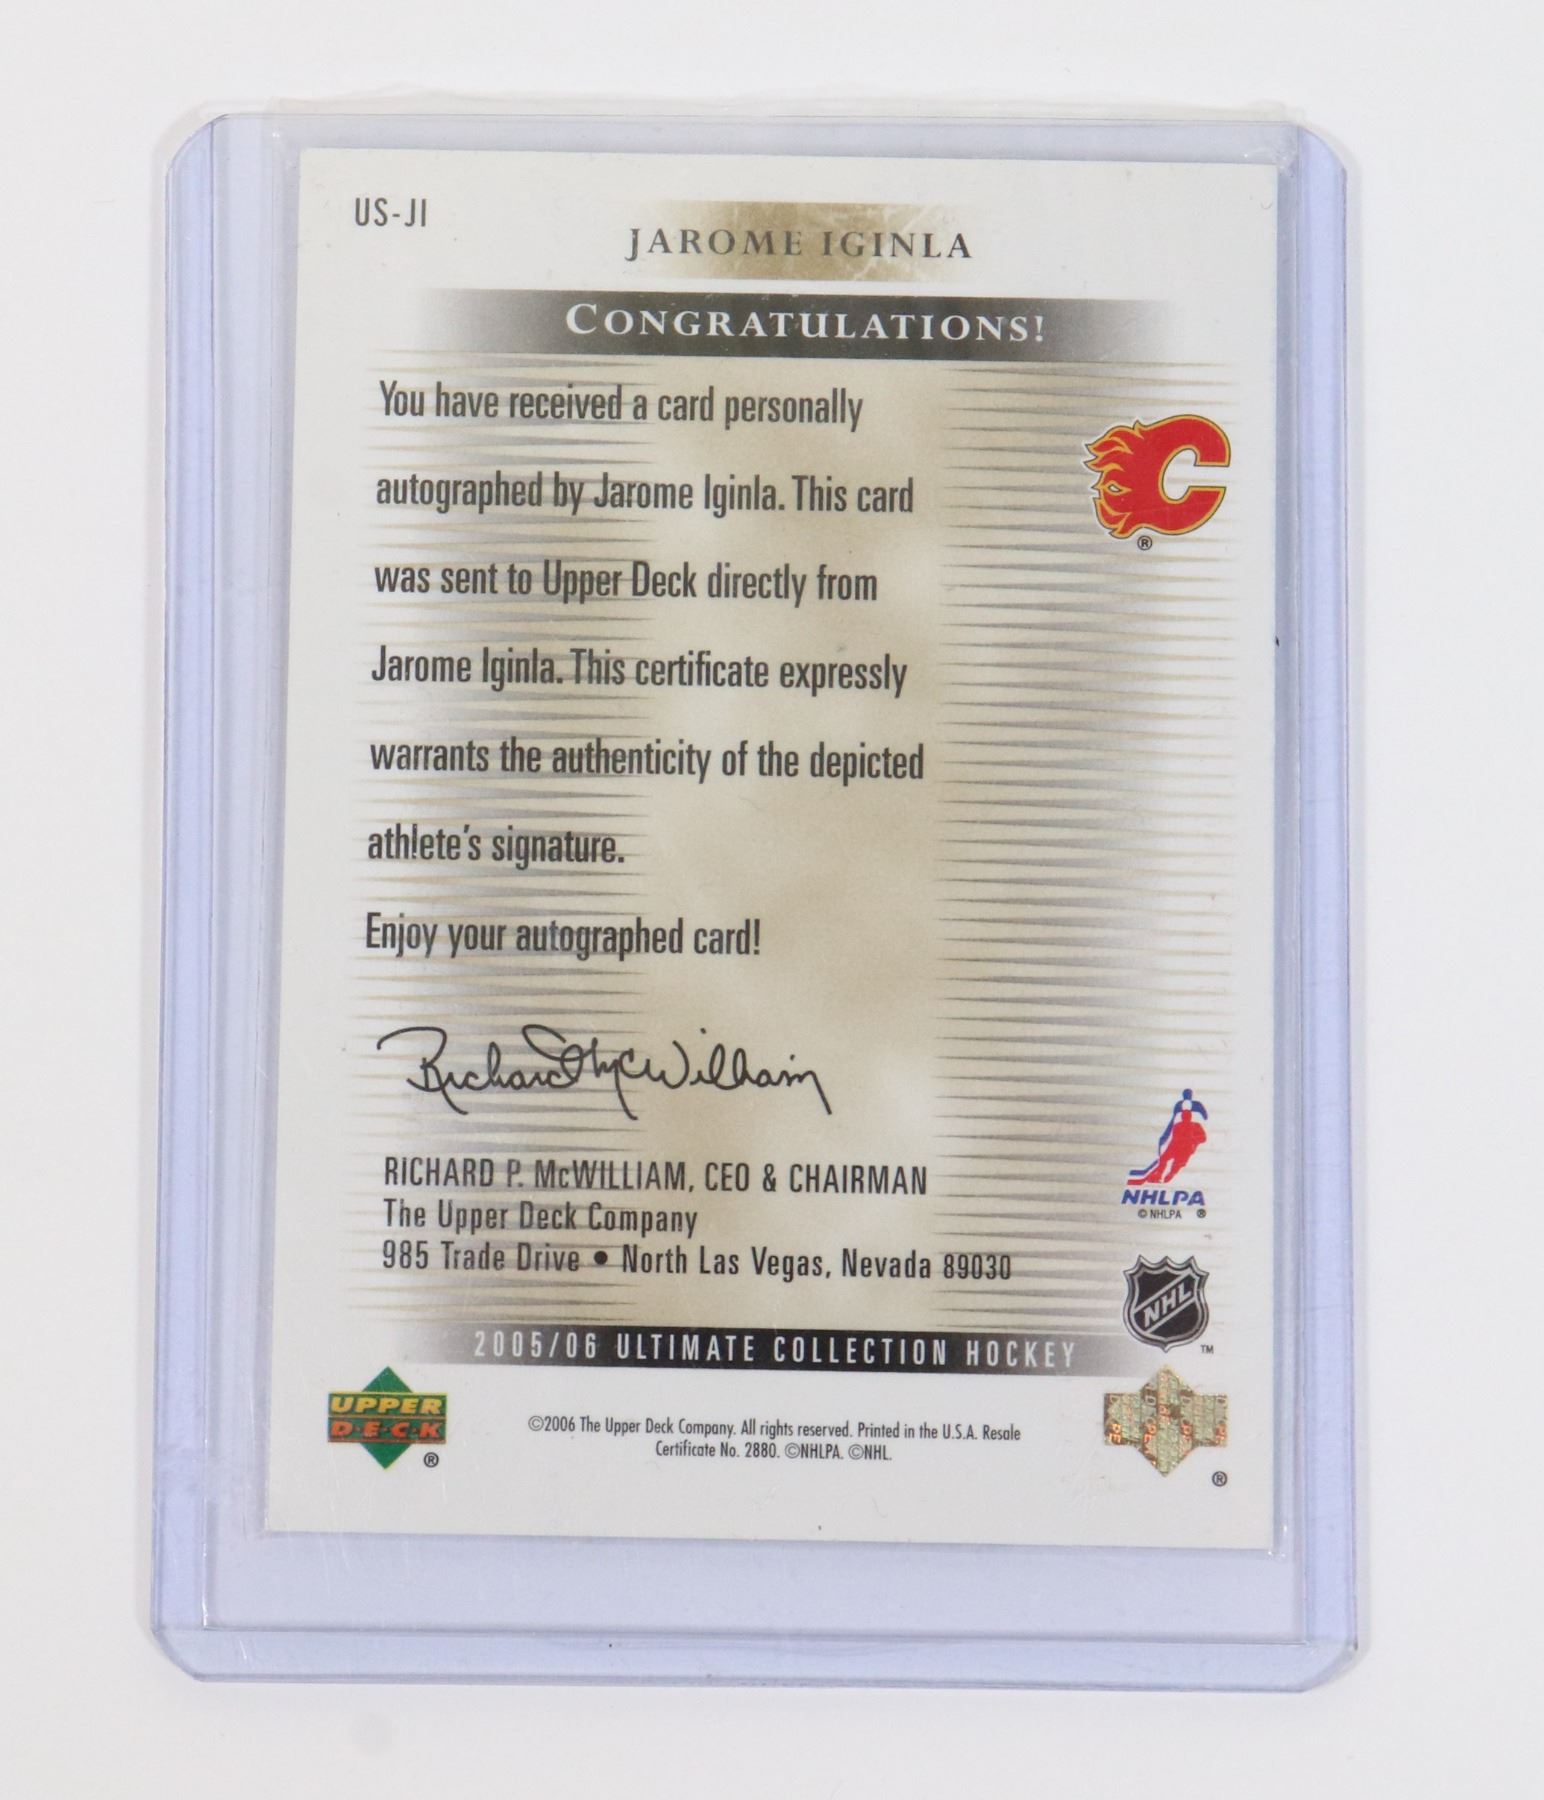 US-JI
JAROME IGINLA
CONGRATULATIONS!
You have received a card personally
autographed by Jarome Iginla. This card
was sent to Upper Deck directly from
Jarome Iginla. This certificate expressly
warrants the authenticity of the depicted
athlete's signature.
Enjoy your autographed card!
Richard McWilliam
RICHARD P. McWILLIAM, CEO & CHAIRMAN
The Upper Deck Company
985 Trade Drive • North Las Vegas, Nevada 89030
C
®
NHLPA
© NHLPA ®
NHL
™
2005/06 ULTIMATE COLLECTION HOCKEY
UPPER
D·E·C·K
®
©2006 The Upper Deck Company. All rights reserved. Printed in the U.S.A. Resale
Certificate No. 2880. ©NHLPA. ©NHL.
®